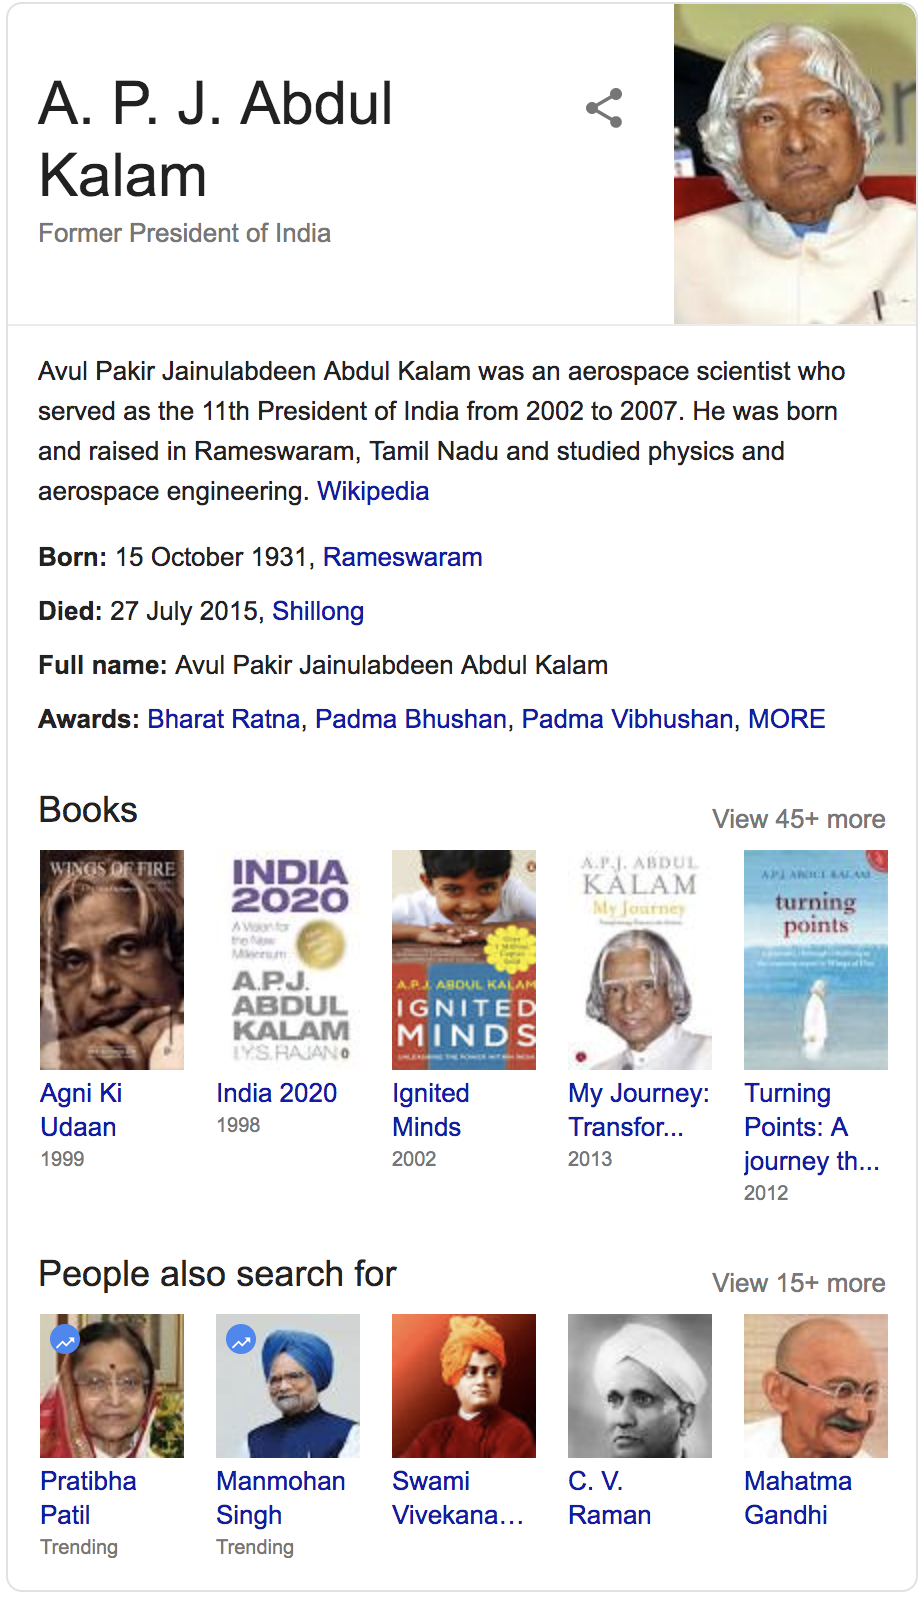 A. P. J. Abdul
Kalam
Former President of India
Avul Pakir Jainulabdeen Abdul Kalam was an aerospace scientist who
served as the 11th President of India from 2002 to 2007. He was born
and raised in Rameswaram, Tamil Nadu and studied physics and
aerospace engineering. Wikipedia
Born: 15 October 1931, Rameswaram
Died: 27 July 2015, Shillong
Full name: Avul Pakir Jainulabdeen Abdul Kalam
Awards: Bharat Ratna, Padma Bhushan, Padma Vibhushan, MORE
Books
View 45+ more
WINGS OF FIRE
INDIA
2020
A Vision for
the New
Millennium
A.P.J.
ABDUL
KALAM
Y.S. RAJAN
A.P.J. ABDUL KALAM
IGNITED
MINDS
UNLEASHING THE POWER WITHIN INDIA
A.P.J. ABDUL
KALAM
My Journey
A.P.J. ABDUL KALAM
turning
points
Agni Ki
Udaan
1999
India 2020
1998
Ignited
Minds
2002
My Journey:
Transfor...
2013
Turning
Points: A
journey th...
2012
People also search for
View 15+ more
Pratibha
Patil
Trending
Manmohan
Singh
Trending
Swami
Vivekana...
C. V.
Raman
Mahatma
Gandhi